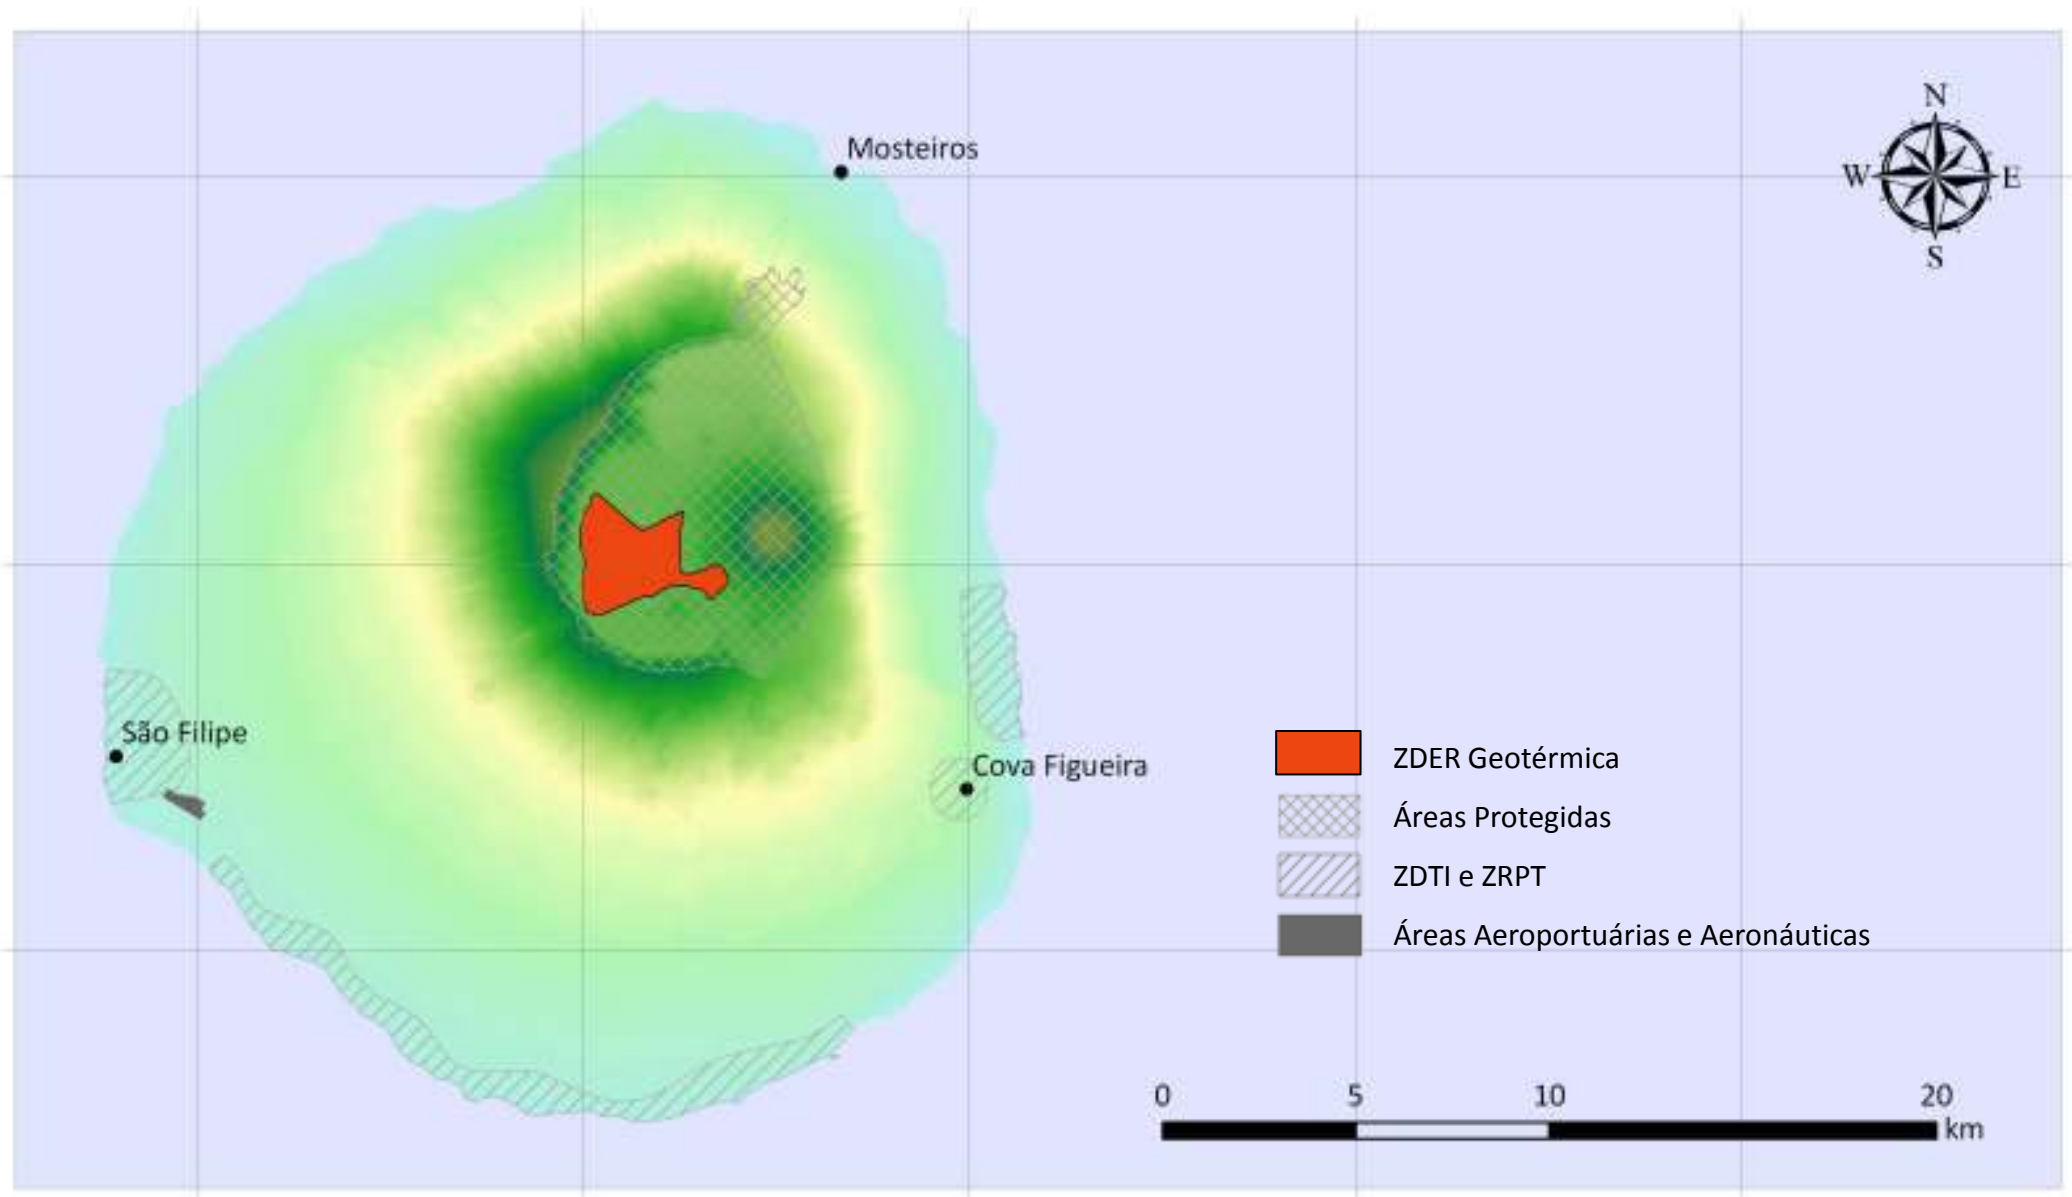 N
Mosteiros
W
E
S
São Filipe
Cova Figueira
ZDER Geotérmica
Áreas Protegidas
ZDTI e ZRPT
Áreas Aeroportuárias e Aeronáuticas
0 5 10 20
km